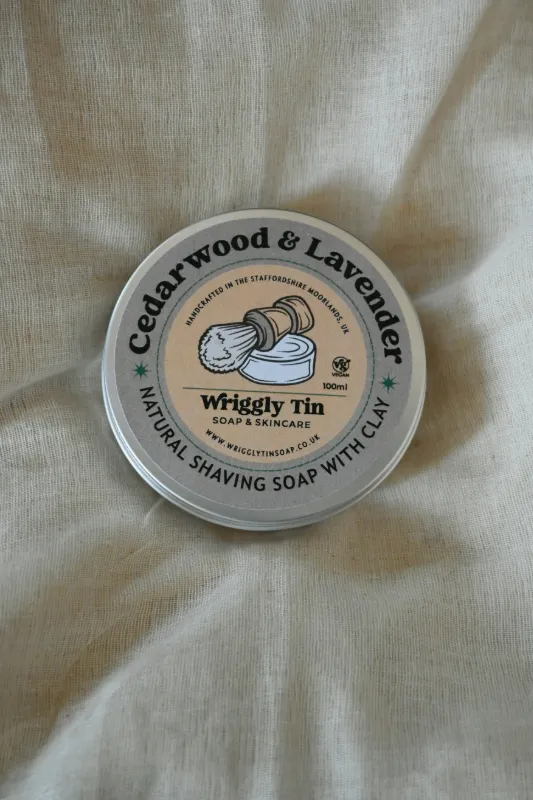 Cedarwood & Lavender
HANDCRAFTED IN THE STAFFORDSHIRE MOORLANDS, UK
VEGAN
100ml
Wriggly Tin
SOAP & SKINCARE
WWW.WRIGGLYTINSOAP.CO.UK
NATURAL SHAVING SOAP WITH CLAY